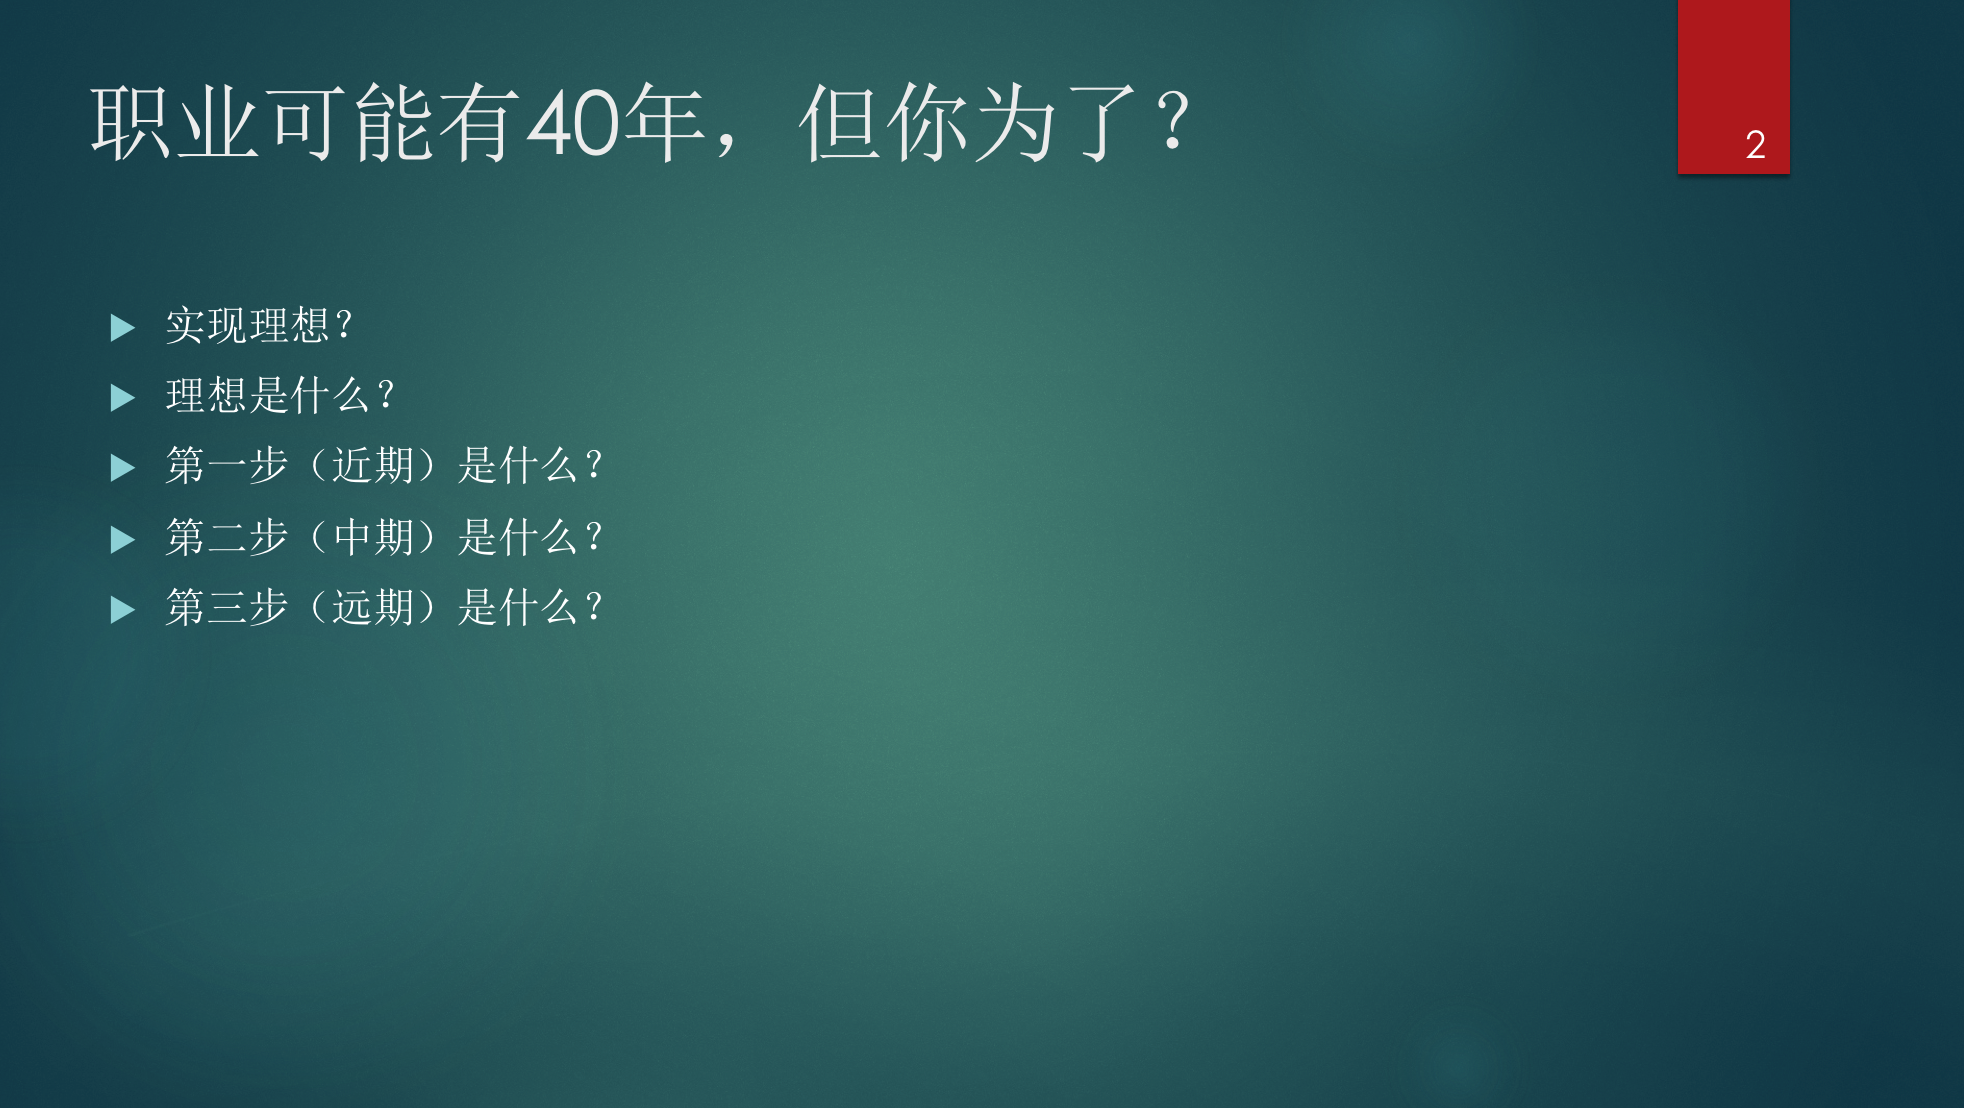 职业可能有40年，但你为了？
2
实现理想？
理想是什么？
第一步（近期）是什么？
第二步（中期）是什么？
第三步（远期）是什么？